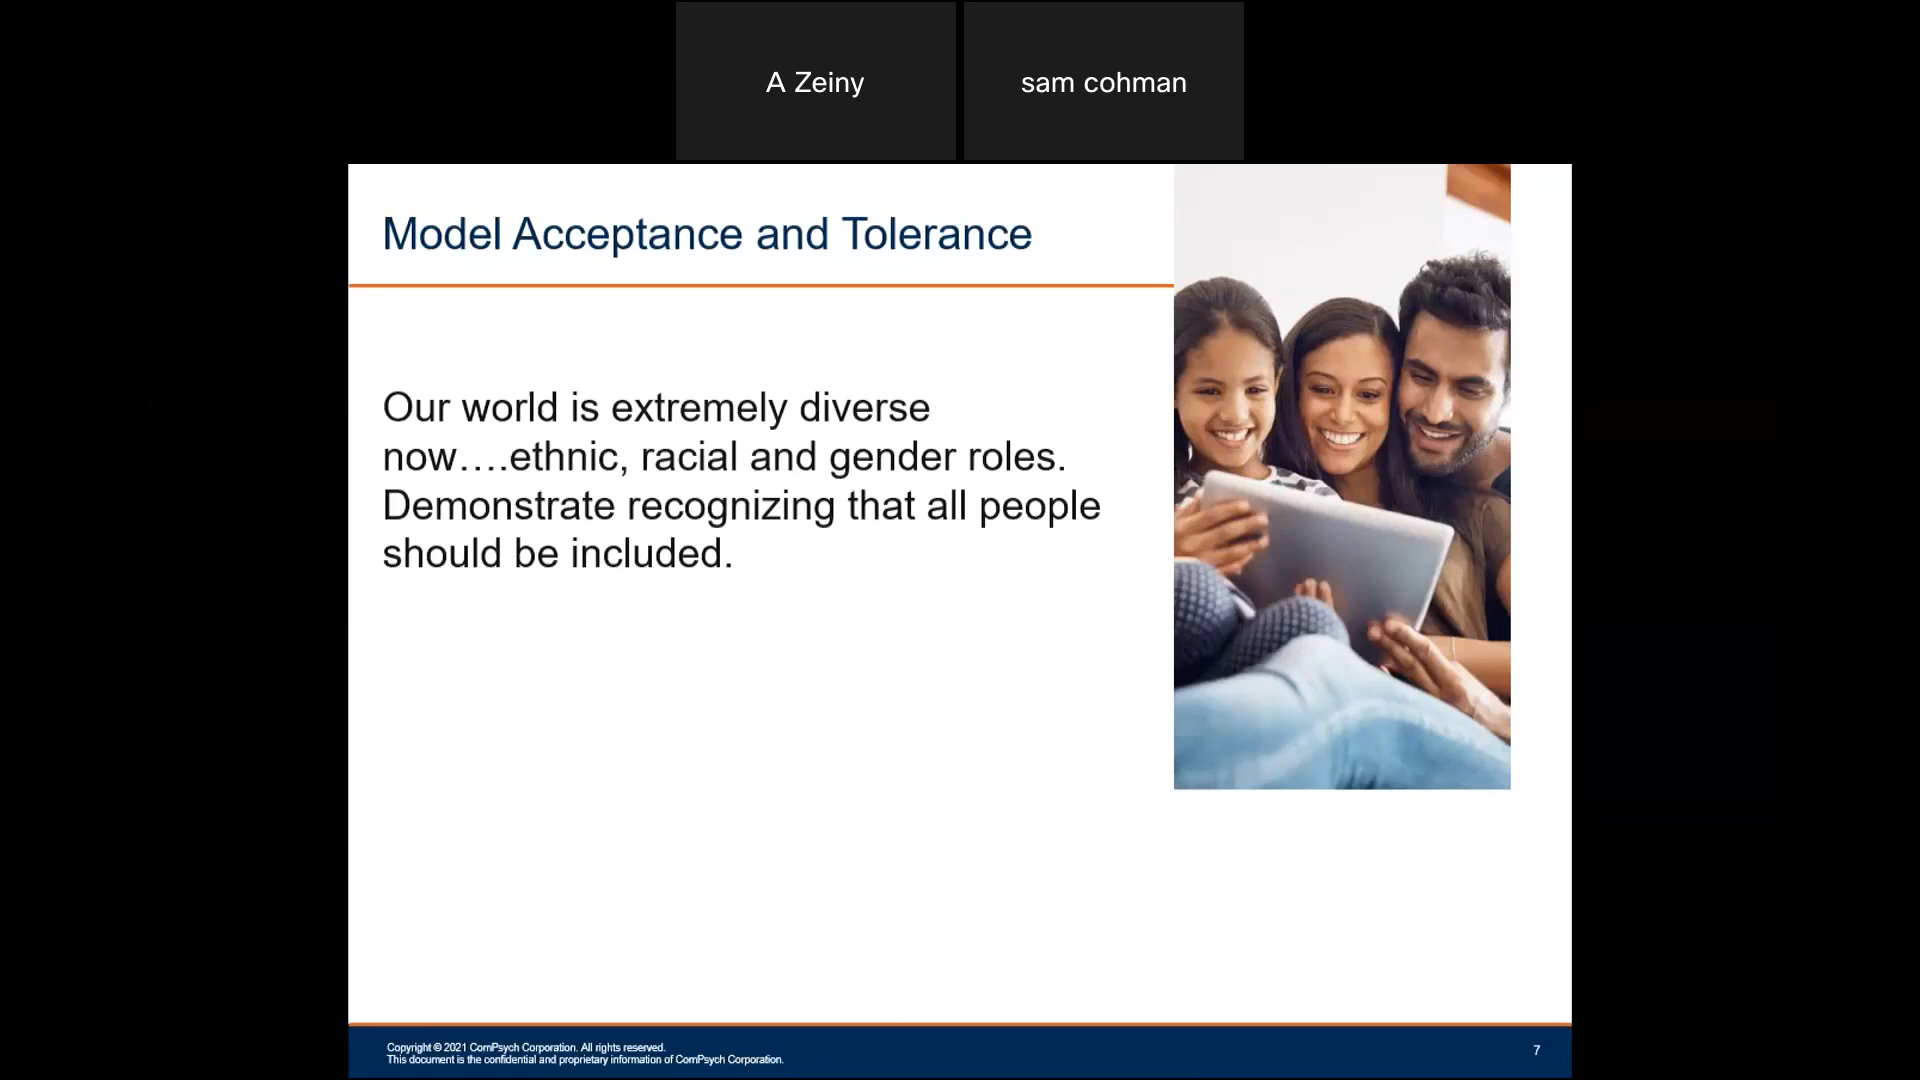 A Zeiny
sam cohman
Model Acceptance and Tolerance
Our world is extremely diverse
now….ethnic, racial and gender roles.
Demonstrate recognizing that all people
should be included.
Copyright © 2021 ComPsych Corporation. All rights reserved.
This document is the confidential and proprietary information of ComPsych Corporation.
7